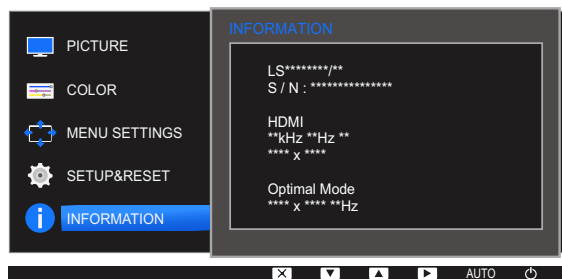 PICTURE
COLOR
MENU SETTINGS
SETUP&RESET
INFORMATION
INFORMATION
LS********/**
S / N : ***************
HDMI
**kHz **Hz **
**** x ****
Optimal Mode
**** x **** **Hz
AUTO